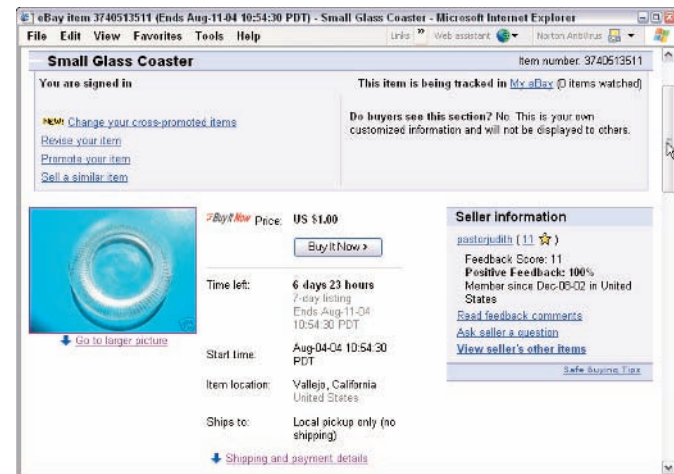 eBay item 3740513511 (Ends Aug-11-04 10:54:30 PDT) - Small Glass Coaster - Microsoft Internet Explorer
File Edit View Favorites Tools Help Links » Web assistant Norton AntiVirus
Small Glass Coaster Item number: 3740513511
You are signed in
This item is being tracked in My eBay (0 items watched)
NEW! Change your cross-promoted items
Revise your item
Promote your item
Sell a similar item
Do buyers see this section? No. This is your own
customized information and will not be displayed to others.
Go to larger picture
Buy It Now Price: US $1.00
Buy It Now >
Time left: 6 days 23 hours
7-day listing
Ends Aug-11-04
10:54:30 PDT
Start time: Aug-04-04 10:54:30
PDT
Item location: Vallejo, California
United States
Ships to: Local pickup only (no
shipping)
Shipping and payment details
Seller information
pastorjudith ( 11 )
Feedback Score: 11
Positive Feedback: 100%
Member since Dec-06-02 in United
States
Read feedback comments
Ask seller a question
View seller's other items
Safe Buying Tips